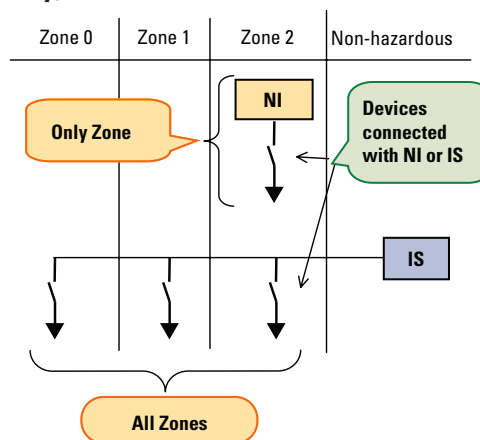 Zone 0
Zone 1
Zone 2
Non-hazardous
NI
Only Zone
Devices
connected
with NI or IS
IS
All Zones